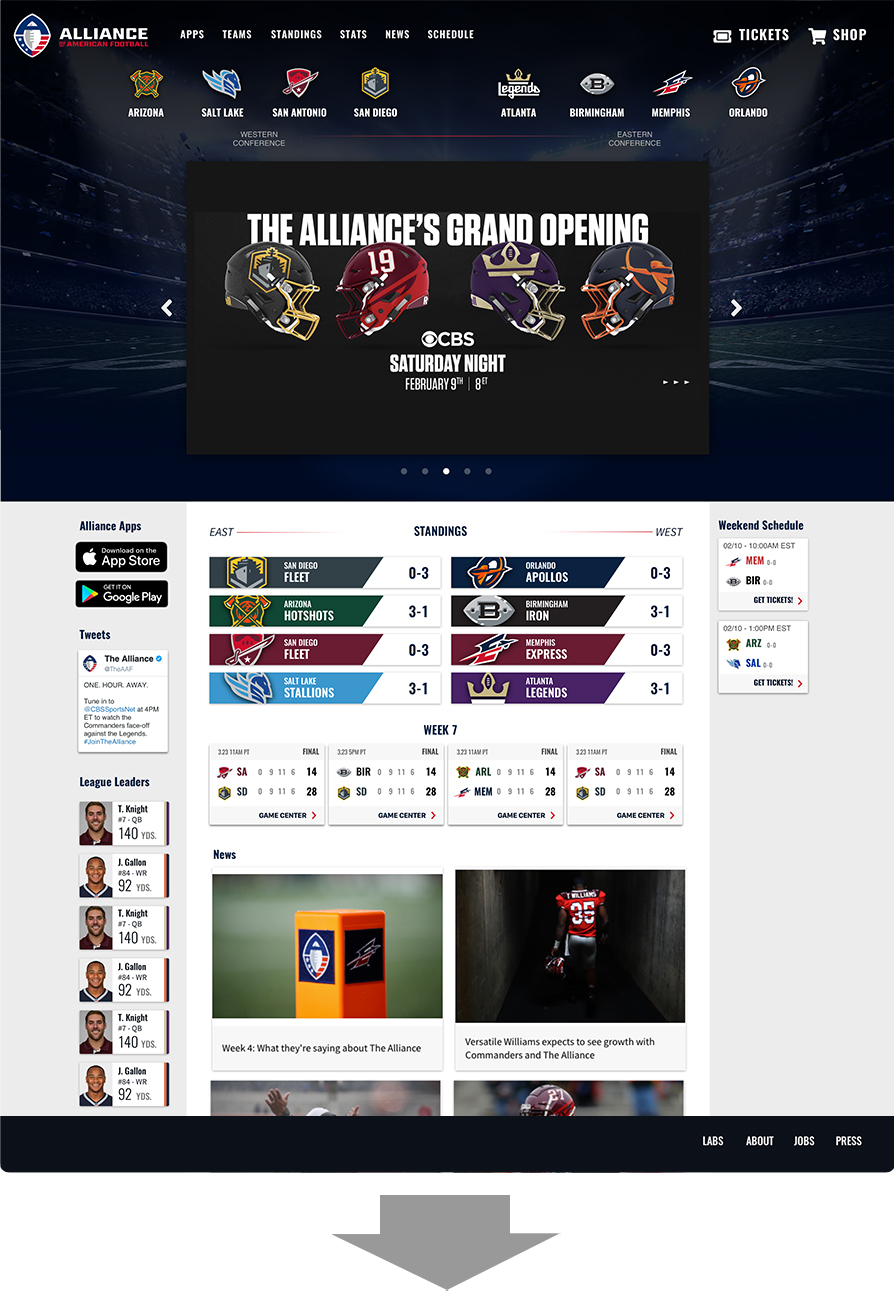 ALLIANCE
OF AMERICAN FOOTBALL
APPS TEAMS STANDINGS STATS NEWS SCHEDULE
TICKETS SHOP
Legends
B
ARIZONA SALT LAKE SAN ANTONIO SAN DIEGO ATLANTA BIRMINGHAM MEMPHIS ORLANDO
WESTERN CONFERENCE
EASTERN CONFERENCE
THE ALLIANCE'S GRAND OPENING
19
CBS
SATURDAY NIGHT
FEBRUARY 9TH | 8ET
Alliance Apps
Download on the
App Store
GET IT ON
Google Play
Tweets
The Alliance
@TheAAF
ONE. HOUR. AWAY.
Tune in to
@CBSSportsNet at 4PM
ET to watch the
Commanders face-off
against the Legends.
#JoinTheAlliance
League Leaders
T. Knight
#7 - QB
140 YDS.
J. Gallon
#84 - WR
92 YDS.
T. Knight
#7 - QB
140 YDS.
J. Gallon
#84 - WR
92 YDS.
T. Knight
#7 - QB
140 YDS.
J. Gallon
#84 - WR
92 YDS.
EAST STANDINGS WEST
SAN DIEGO
FLEET 0-3
ORLANDO
APOLLOS 0-3
ARIZONA
HOTSHOTS 3-1
B
BIRMINGHAM
IRON 3-1
SAN DIEGO
FLEET 0-3
MEMPHIS
EXPRESS 0-3
SALT LAKE
STALLIONS 3-1
ATLANTA
LEGENDS 3-1
WEEK 7
3.23 11AM PT FINAL
SA 0 9 11 6 14
SD 0 9 11 6 28
GAME CENTER
3.23 5PM PT FINAL
BIR 0 9 11 6 14
SD 0 9 11 6 28
GAME CENTER
3.23 11AM PT FINAL
ARL 0 9 11 6 14
MEM 0 9 11 6 28
GAME CENTER
3.23 11AM PT FINAL
SA 0 9 11 6 14
SD 0 9 11 6 28
GAME CENTER
News
T WILLIAMS
35
Week 4: What they're saying about The Alliance
Versatile Williams expects to see growth with
Commanders and The Alliance
Weekend Schedule
02/10 - 10:00AM EST
MEM 0-0
BIR 0-0
GET TICKETS!
02/10 - 1:00PM EST
ARZ 0-0
SAL 0-0
GET TICKETS!
LABS ABOUT JOBS PRESS